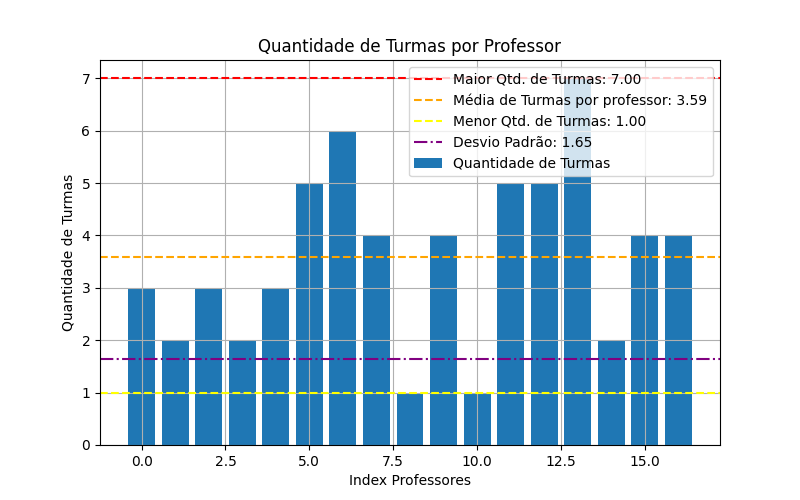 Quantidade de Turmas por Professor
Quantidade de Turmas
7
6
5
4
3
2
1
0
Maior Qtd. de Turmas: 7.00
Média de Turmas por professor: 3.59
Menor Qtd. de Turmas: 1.00
Desvio Padrão: 1.65
Quantidade de Turmas
0.0 2.5 5.0 7.5 10.0 12.5 15.0
Index Professores